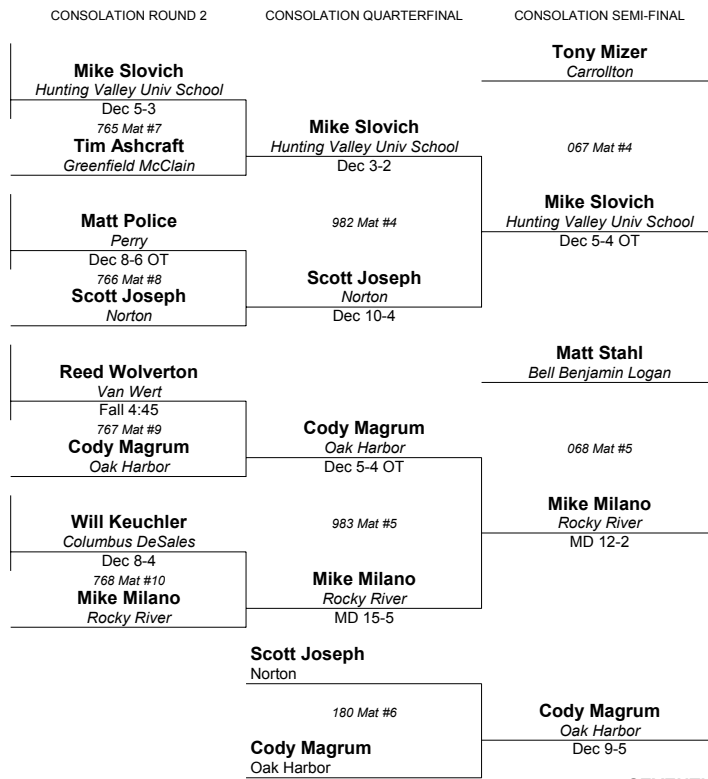 CONSOLATION ROUND 2
CONSOLATION QUARTERFINAL
CONSOLATION SEMI-FINAL
Mike Slovich
Hunting Valley Univ School
Dec 5-3
765 Mat #7
Tim Ashcraft
Greenfield McClain
Matt Police
Perry
Dec 8-6 OT
766 Mat #8
Scott Joseph
Norton
Reed Wolverton
Van Wert
Fall 4:45
767 Mat #9
Cody Magrum
Oak Harbor
Will Keuchler
Columbus DeSales
Dec 8-4
768 Mat #10
Mike Milano
Rocky River
Mike Slovich
Hunting Valley Univ School
Dec 3-2
982 Mat #4
Scott Joseph
Norton
Dec 10-4
Cody Magrum
Oak Harbor
Dec 5-4 OT
983 Mat #5
Mike Milano
Rocky River
MD 15-5
Tony Mizer
Carrollton
067 Mat #4
Mike Slovich
Hunting Valley Univ School
Dec 5-4 OT
Matt Stahl
Bell Benjamin Logan
068 Mat #5
Mike Milano
Rocky River
MD 12-2
Scott Joseph
Norton
180 Mat #6
Cody Magrum
Oak Harbor
Cody Magrum
Oak Harbor
Dec 9-5